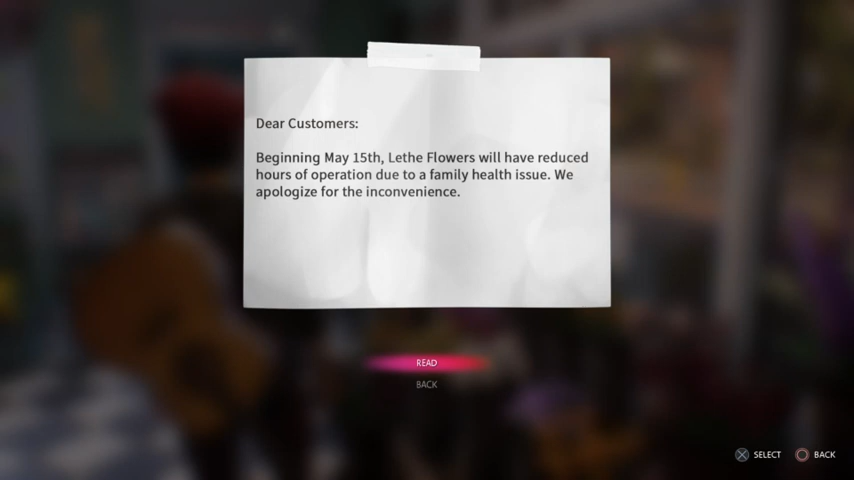 Dear Customers:
Beginning May 15th, Lethe Flowers will have reduced
hours of operation due to a family health issue. We
apologize for the inconvenience.
READ
BACK
SELECT
BACK